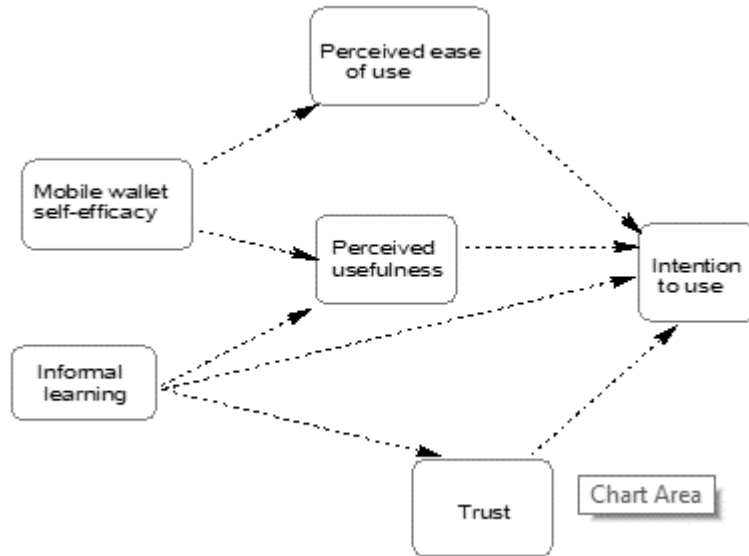 Perceived ease
of use
Mobile wallet
self-efficacy
Perceived
usefulness
Intention
to use
Informal
learning
Trust
Chart Area